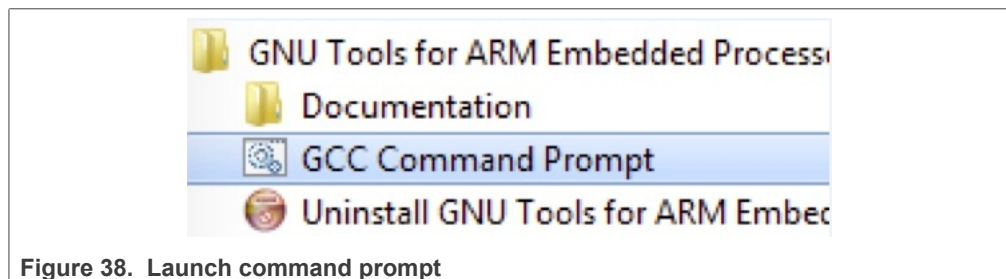 GNU Tools for ARM Embedded Process
Documentation
GCC Command Prompt
Uninstall GNU Tools for ARM Embed
Figure 38. Launch command prompt